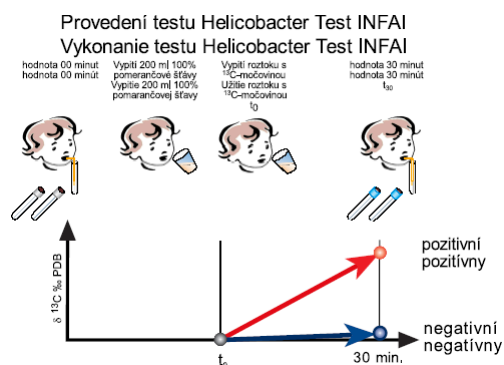 Provedení testu Helicobacter Test INFAI
Vykonanie testu Helicobacter Test INFAI
hodnota 00 minut
hodnota 00 minút
Vypití 200 ml 100%
pomerančové šťávy
Vypitie 200 ml 100%
pomarančovej šťavy
Vypití roztoku s
¹³C-močovinou
Užitie roztoku s
¹³C-močovinou
t0
hodnota 30 minut
hodnota 30 minút
t30
δ ¹³C ‰ PDB
pozitivní
pozitívny
negativní
negatívny
t0
30 min.